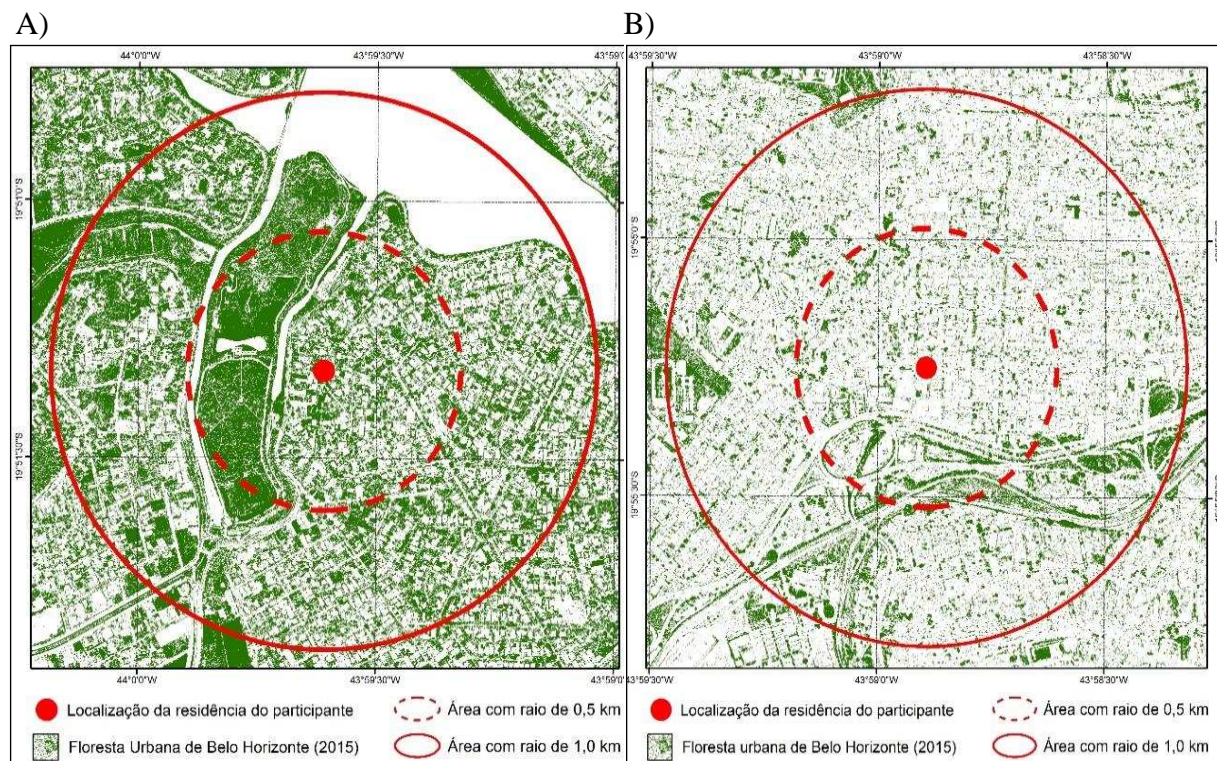 A)
B)
44°0'0"W
43°59'30"W
43°59'0
43°59'30"W
43°59'0"W
43°58'30"W
19°51'0"S
19°51'30"S
19°55'0"S
19°55'30"S
44°0'0"W
43°59'30"W
43°59'0
43°59'30"W
43°58'0"W
43°58'30"W
Localização da residência do participante
Área com raio de 0,5 km
Floresta Urbana de Belo Horizonte (2015)
Área com raio de 1,0 km
Localização da residência do participante
Área com raio de 0,5 km
Floresta urbana de Belo Horizonte (2015)
Área com raio de 1,0 km